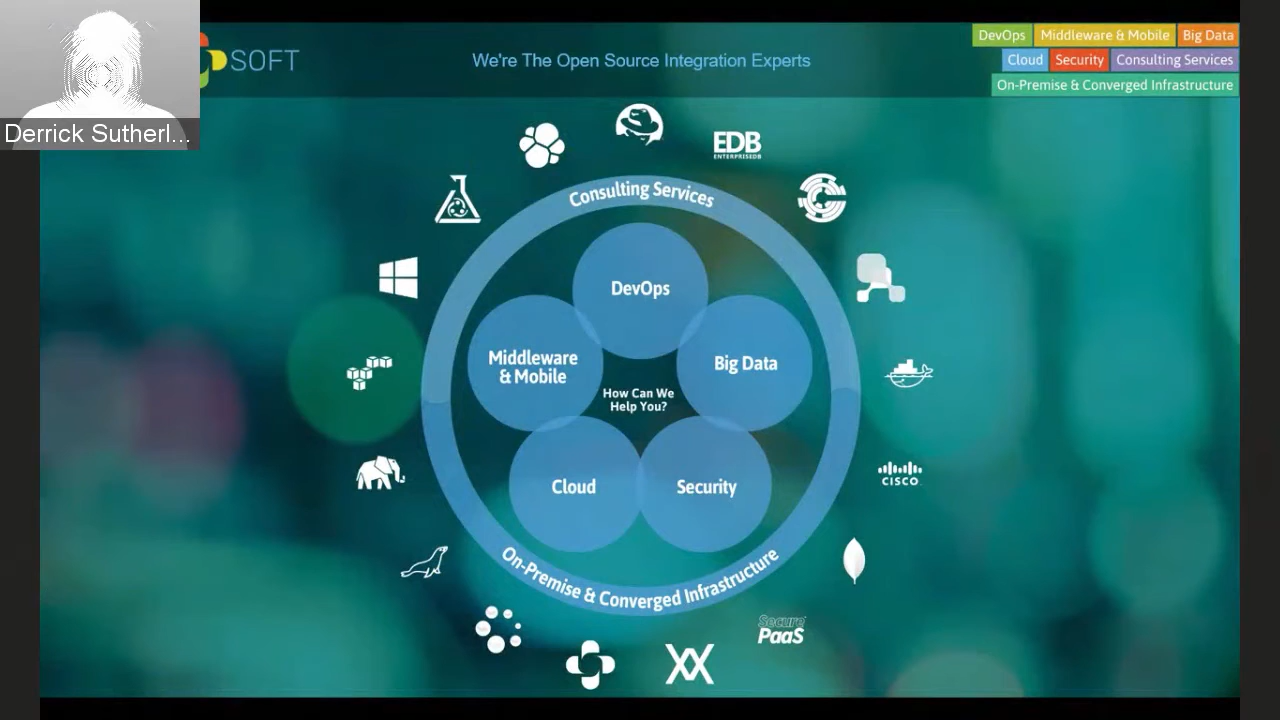 Derrick Sutherl...
SOFT
We're The Open Source Integration Experts
DevOps
Middleware & Mobile
Big Data
Cloud
Security
Consulting Services
On-Premise & Converged Infrastructure
EDB
ENTERPRISEDB
Consulting Services
DevOps
Middleware
& Mobile
Big Data
How Can We
Help You?
Cloud
Security
On-Premise & Converged Infrastructure
CISCO
Secure
PaaS